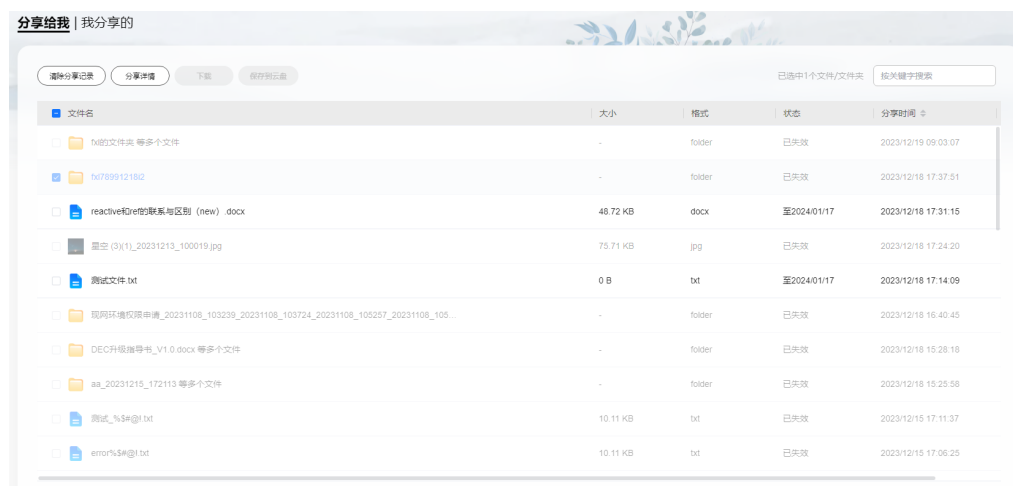 分享给我 | 我分享的
清除分享记录 分享详情 下载 保存到云盘 已选中1个文件/文件夹 按关键字搜索
文件名 大小 格式 状态 分享时间
fxl的文件夹 等多个文件 - folder 已失效 2023/12/19 09:03:07
fxl78991218l2 - folder 已失效 2023/12/18 17:37:51
reactive和ref的联系与区别（new）.docx 48.72 KB docx 至2024/01/17 2023/12/18 17:31:15
星空 (3)(1)_20231213_100019.jpg 75.71 KB jpg 已失效 2023/12/18 17:24:20
测试文件.txt 0 B txt 至2024/01/17 2023/12/18 17:14:09
现网环境权限申请_20231108_103239_20231108_103724_20231108_105257_20231108_105... - folder 已失效 2023/12/18 16:40:45
DEC升级指导书_V1.0.docx 等多个文件 - folder 已失效 2023/12/18 15:28:18
aa_20231215_172113 等多个文件 - folder 已失效 2023/12/18 15:25:58
测试_%$#@!.txt 10.11 KB txt 已失效 2023/12/15 17:11:37
error%$#@!.txt 10.11 KB txt 已失效 2023/12/15 17:06:25